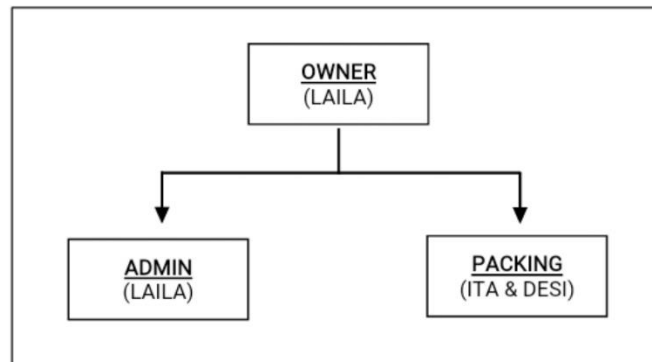 OWNER
(LAILA)
ADMIN
(LAILA)
PACKING
(ITA & DESI)